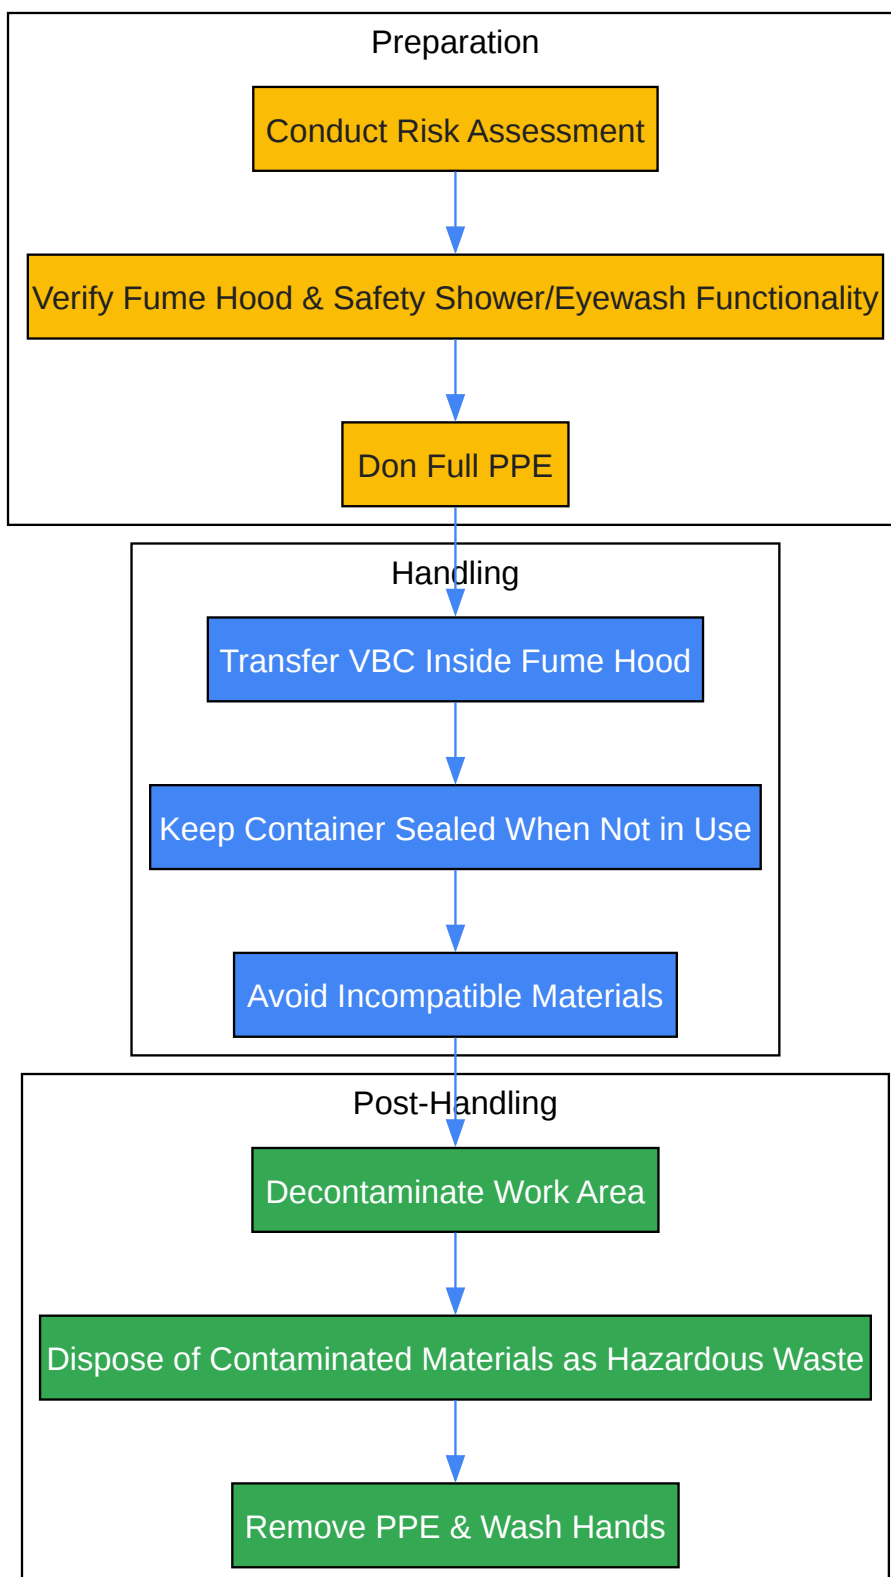 Preparation
Conduct Risk Assessment
Verify Fume Hood & Safety Shower/Eyewash Functionality
Don Full PPE
Handling
Transfer VBC Inside Fume Hood
Keep Container Sealed When Not in Use
Avoid Incompatible Materials
Post-Handling
Decontaminate Work Area
Dispose of Contaminated Materials as Hazardous Waste
Remove PPE & Wash Hands